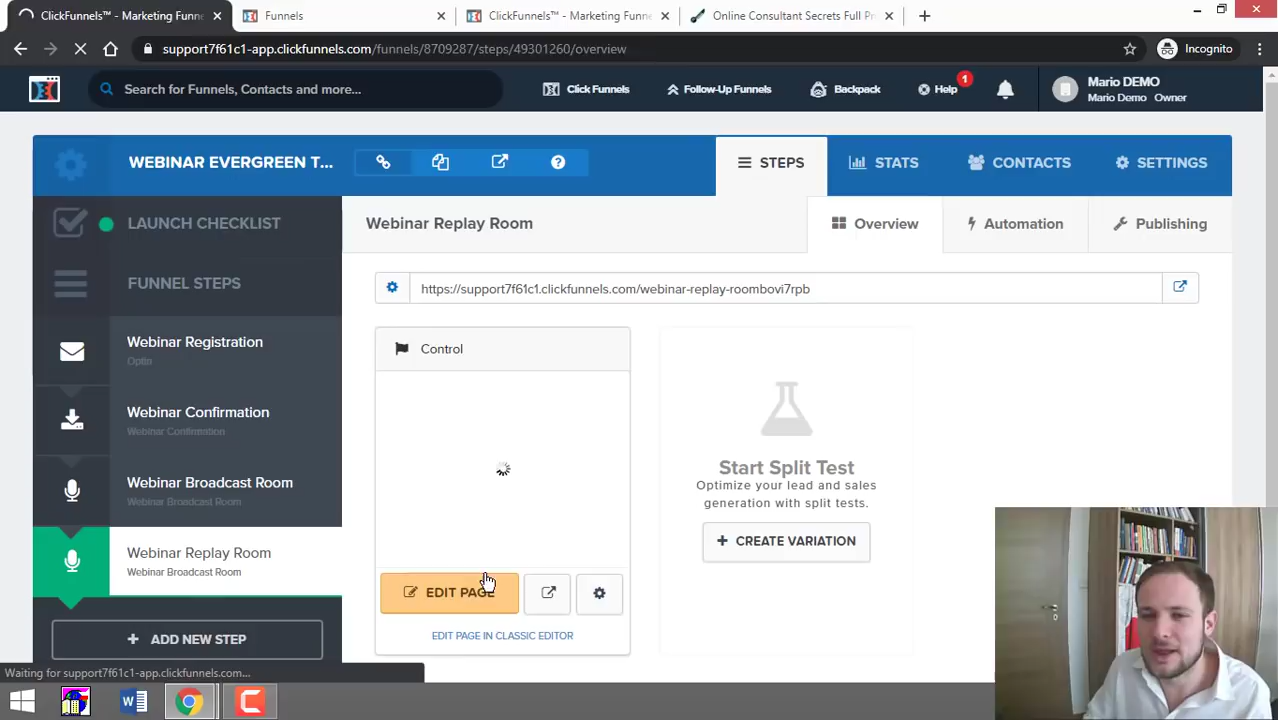 ClickFunnels™ - Marketing Funne
Funnels
ClickFunnels™ - Marketing Funne
Online Consultant Secrets Full Pr
support7f61c1-app.clickfunnels.com/funnels/8709287/steps/49301260/overview
Incognito
Search for Funnels, Contacts and more...
Click Funnels
Follow-Up Funnels
Backpack
Help
1
Mario DEMO
Mario Demo Owner
WEBINAR EVERGREEN T...
STEPS
STATS
CONTACTS
SETTINGS
LAUNCH CHECKLIST
Webinar Replay Room
Overview
Automation
Publishing
FUNNEL STEPS
https://support7f61c1.clickfunnels.com/webinar-replay-roombovi7rpb
Webinar Registration
Optin
Control
Webinar Confirmation
Webinar Confirmation
Start Split Test
Optimize your lead and sales
generation with split tests.
Webinar Broadcast Room
Webinar Broadcast Room
CREATE VARIATION
Webinar Replay Room
Webinar Broadcast Room
EDIT PAGE
EDIT PAGE IN CLASSIC EDITOR
ADD NEW STEP
Waiting for support7f61c1-app.clickfunnels.com...